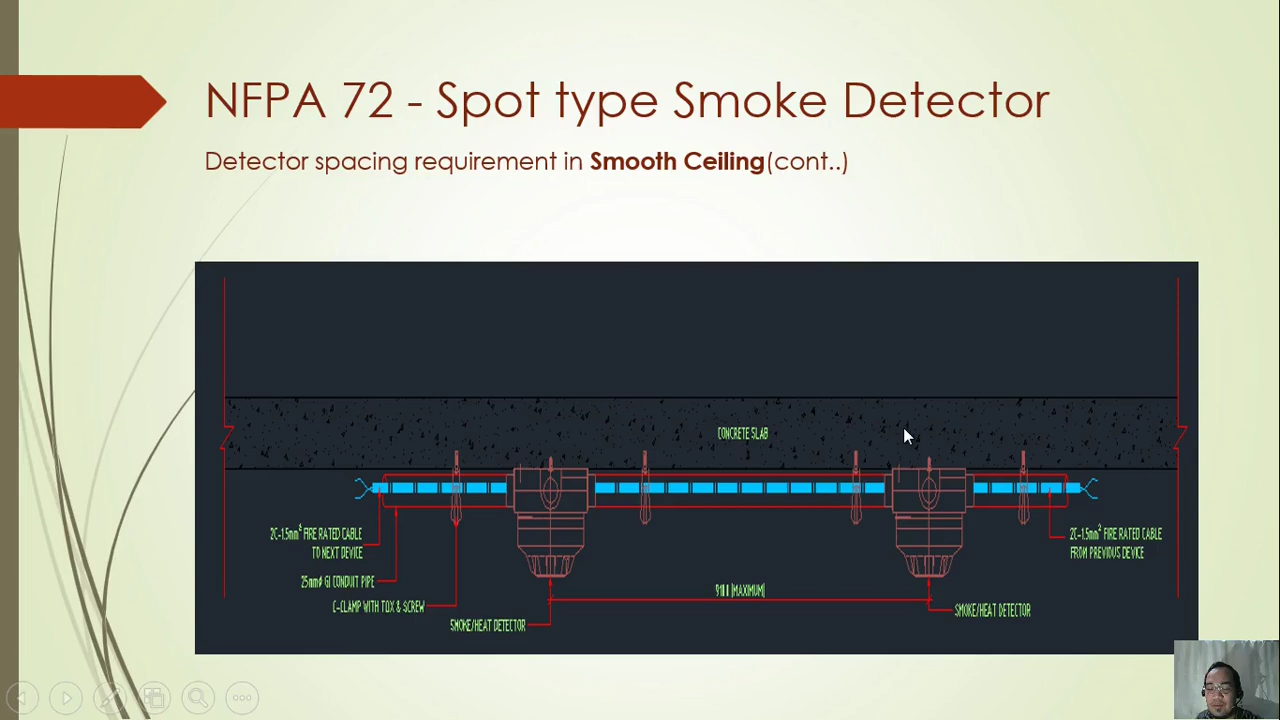 NFPA 72 - Spot type Smoke Detector
Detector spacing requirement in Smooth Ceiling(cont..)
CONCRETE SLAB
2C-1.5mm² FIRE RATED CABLE
TO NEXT DEVICE
25mmø GI CONDUIT PIPE
C-CLAMP WITH TOX & SCREW
SMOKE/HEAT DETECTOR
(MAXIMUM)
2C-1.5mm² FIRE RATED CABLE
FROM PREVIOUS DEVICE
SMOKE/HEAT DETECTOR